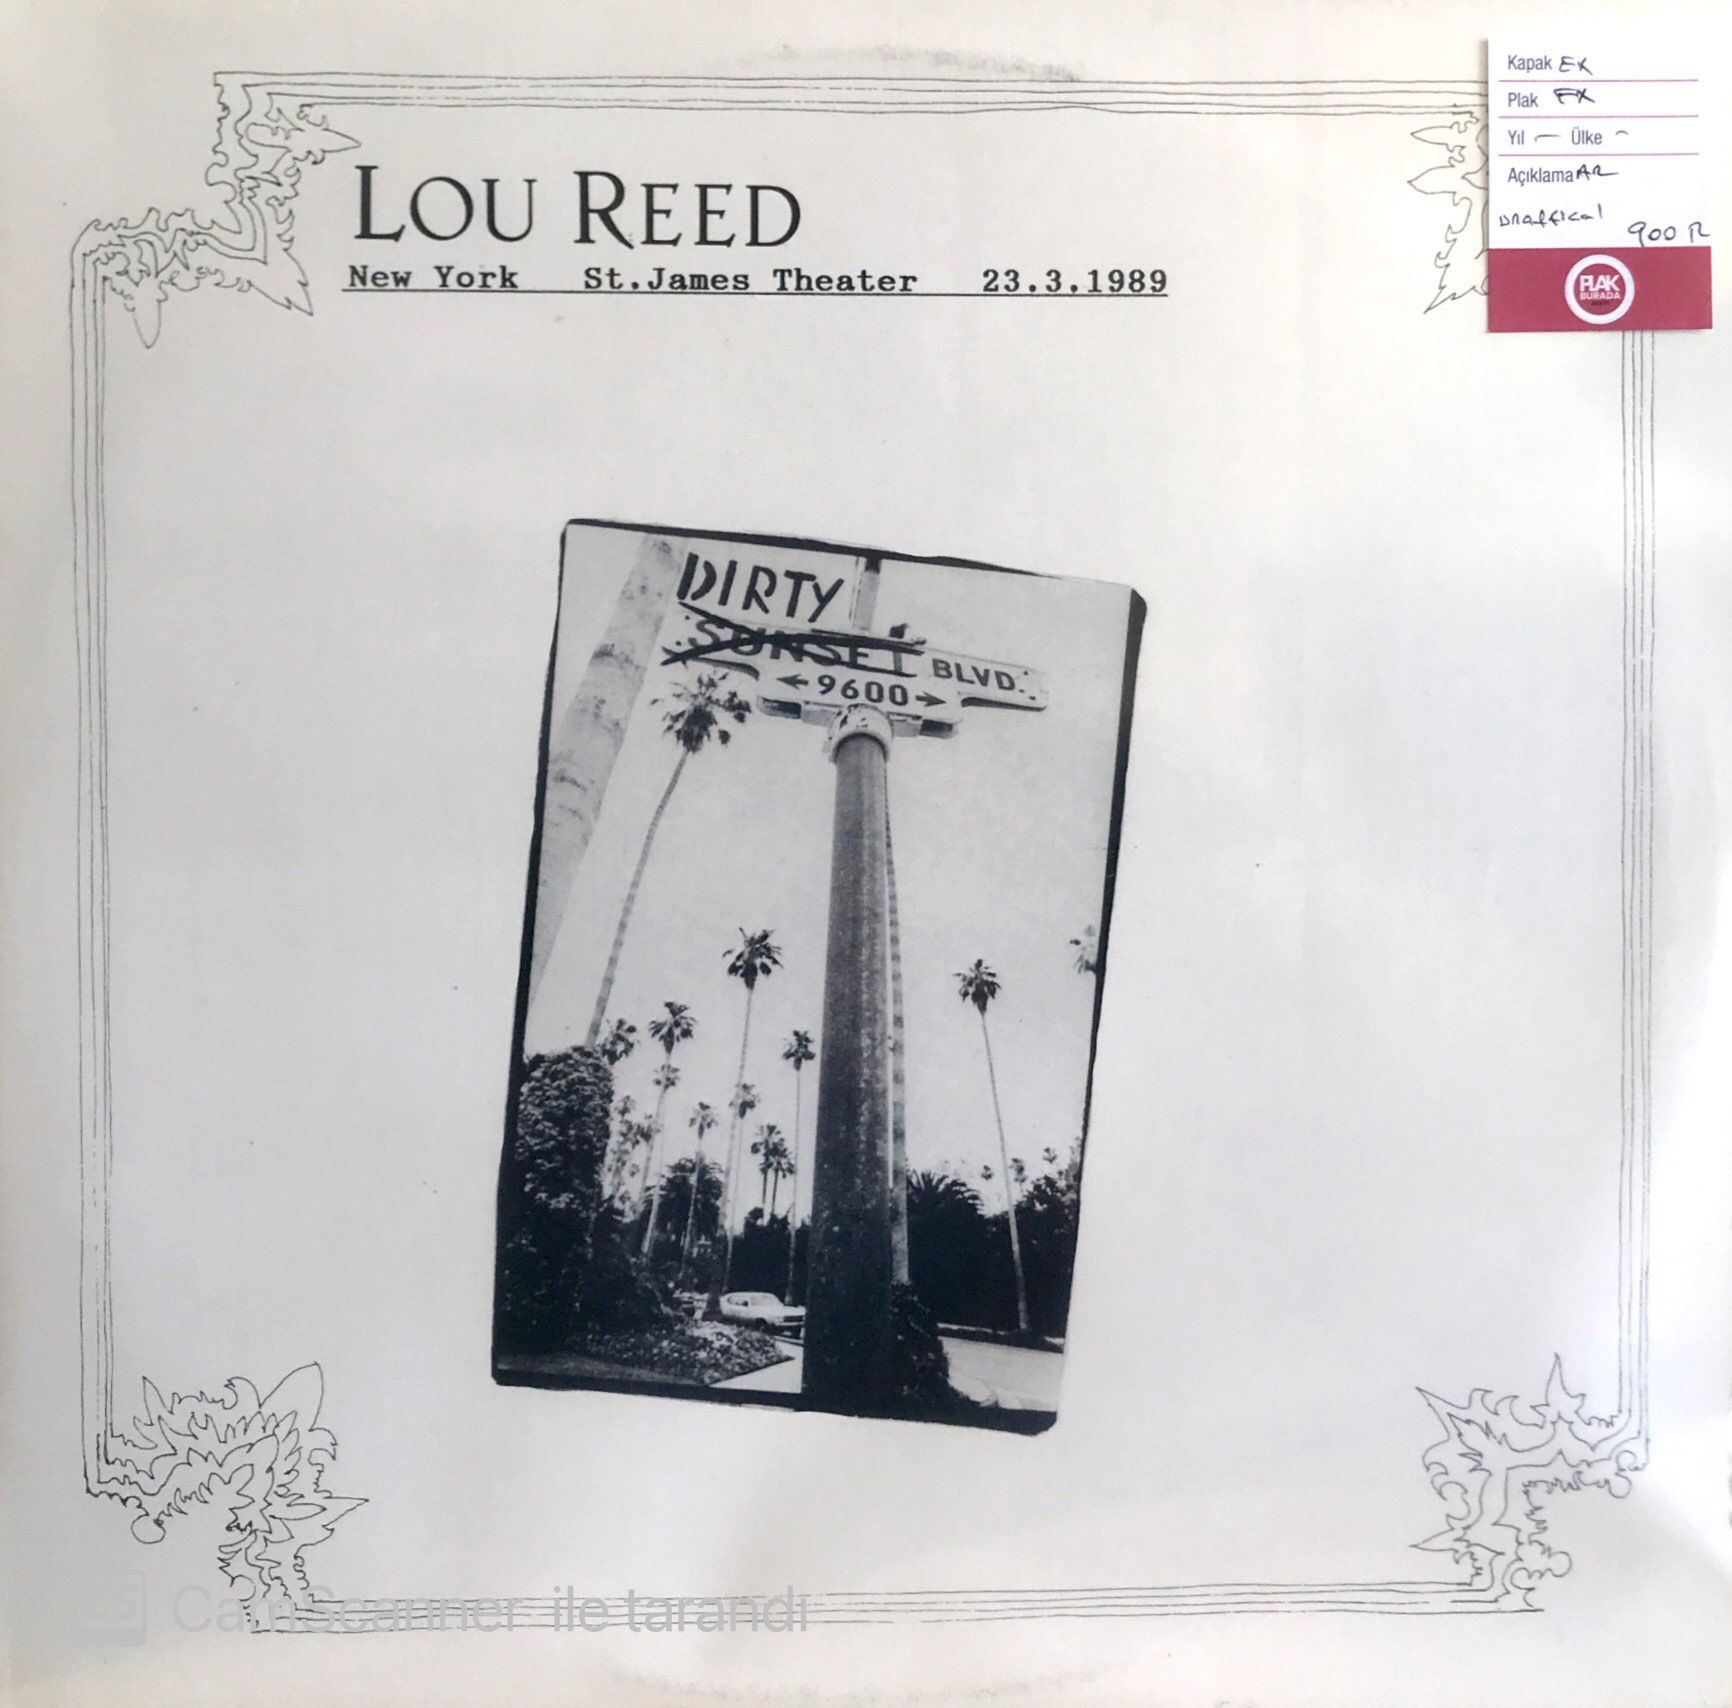 LOU REED
New York St.James Theater 23.3.1989
Kapak EX
Plak EX
Yıl — Ülke –
Açıklama
900
PLAK
BURADA
DIRTY
SUNSET BLVD.
← 9600 →
CamScanner ile tarandı